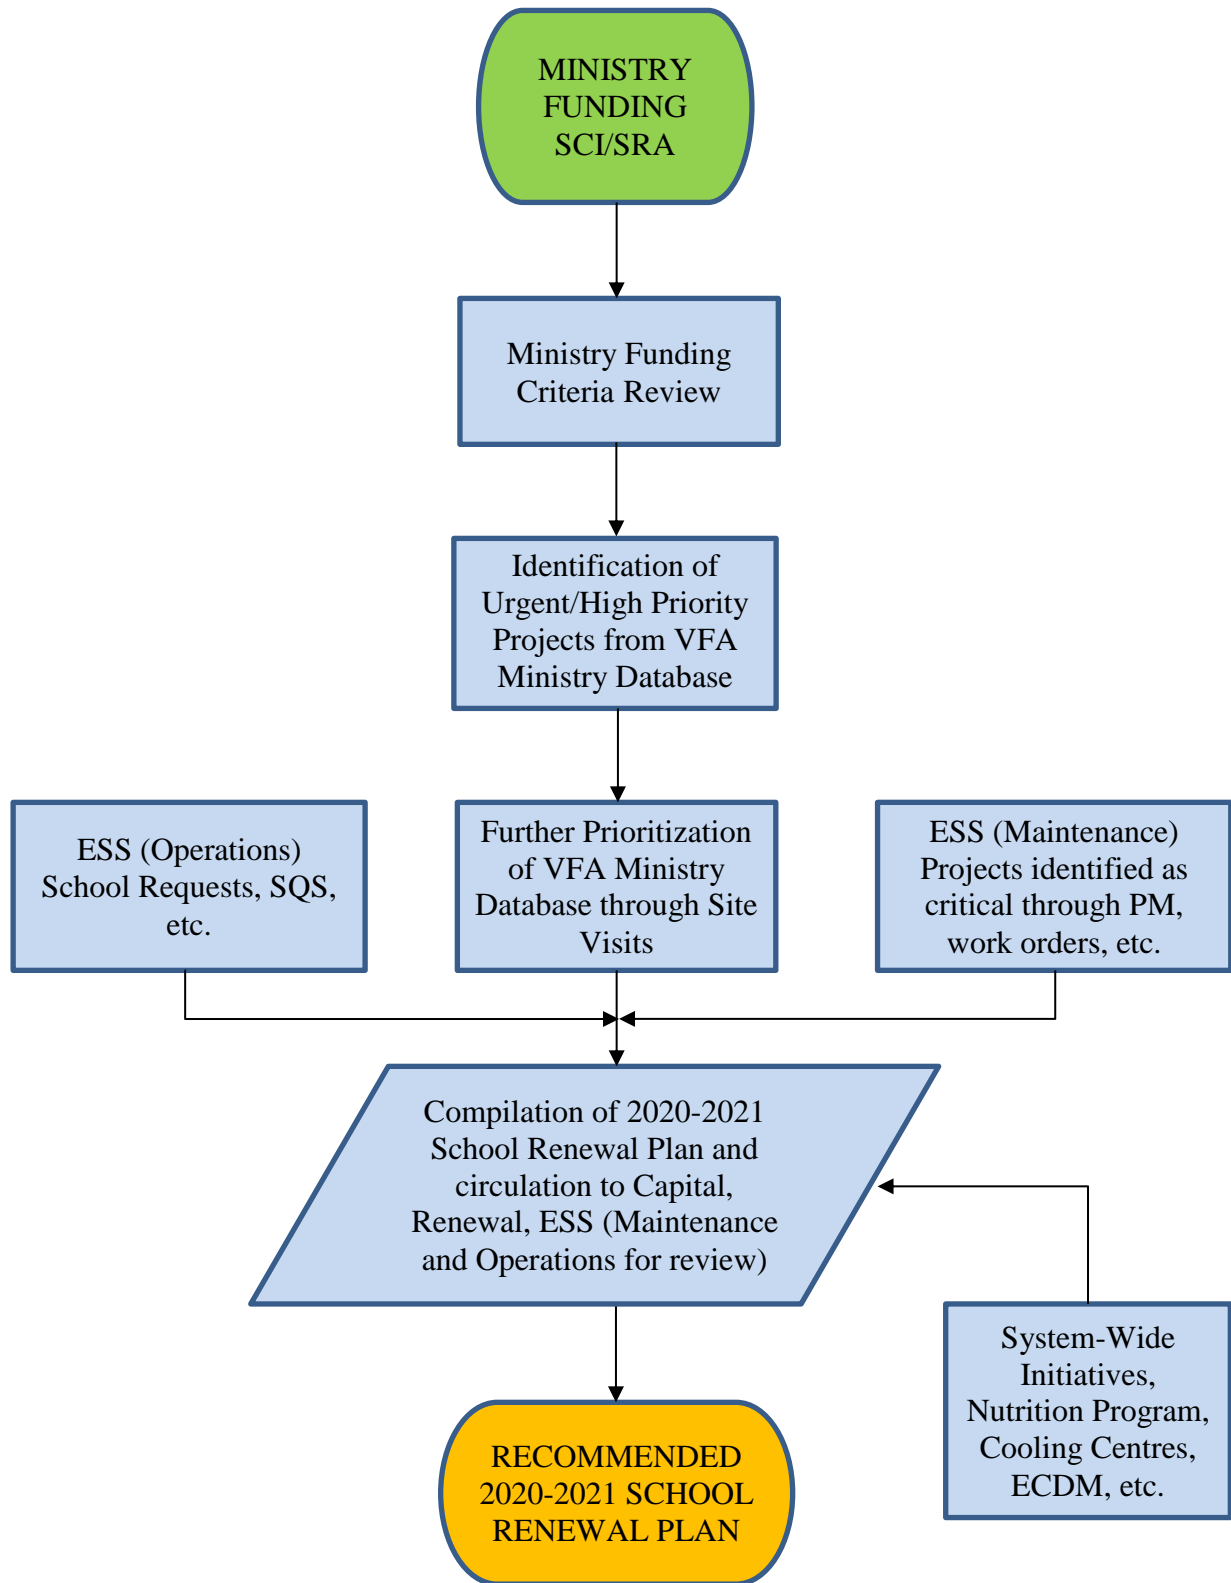 MINISTRY
FUNDING
SCI/SRA
Ministry Funding
Criteria Review
Identification of
Urgent/High Priority
Projects from VFA
Ministry Database
ESS (Operations)
School Requests, SQS,
etc.
Further Prioritization
of VFA Ministry
Database through Site
Visits
ESS (Maintenance)
Projects identified as
critical through PM,
work orders, etc.
Compilation of 2020-2021
School Renewal Plan and
circulation to Capital,
Renewal, ESS (Maintenance
and Operations for review)
System-Wide
Initiatives,
Nutrition Program,
Cooling Centres,
ECDM, etc.
RECOMMENDED
2020-2021 SCHOOL
RENEWAL PLAN